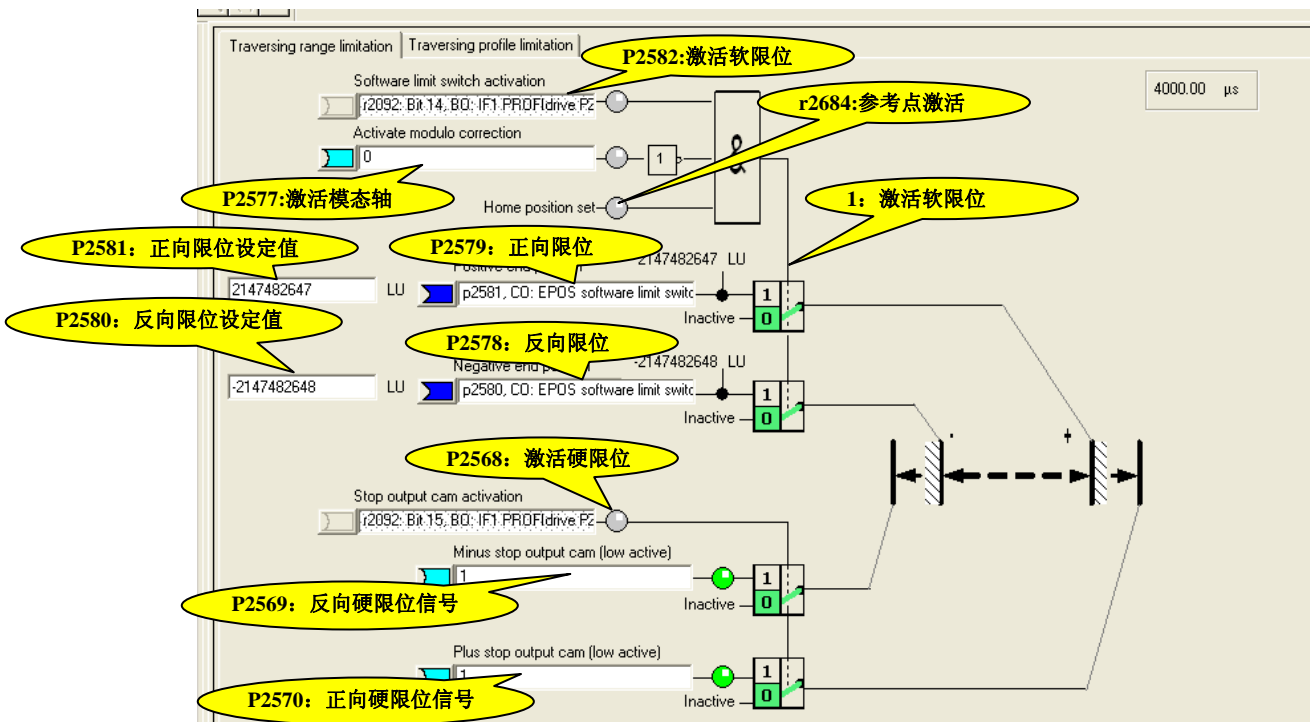 Traversing range limitation
Traversing profile limitation
P2582:激活软限位
Software limit switch activation
r2092: Bit 14, BO: IF1 PROFIdrive PZ
4000.00 μs
r2684:参考点激活
Activate modulo correction
0
1
&
P2577:激活模态轴
Home position set
1：激活软限位
P2581：正向限位设定值
P2579：正向限位
2147482647 LU
2147482647
LU
p2581, CO: EPOS software limit switc
1
Inactive
0
P2580：反向限位设定值
P2578：反向限位
Negative end
-2147482648 LU
-2147482648
LU
p2580, CO: EPOS software limit switc
1
Inactive
0
-
+
P2568：激活硬限位
Stop output cam activation
r2092: Bit 15, BO: IF1 PROFIdrive PZ
Minus stop output cam (low active)
1
1
P2569：反向硬限位信号
Inactive
0
Plus stop output cam (low active)
1
1
P2570：正向硬限位信号
Inactive
0